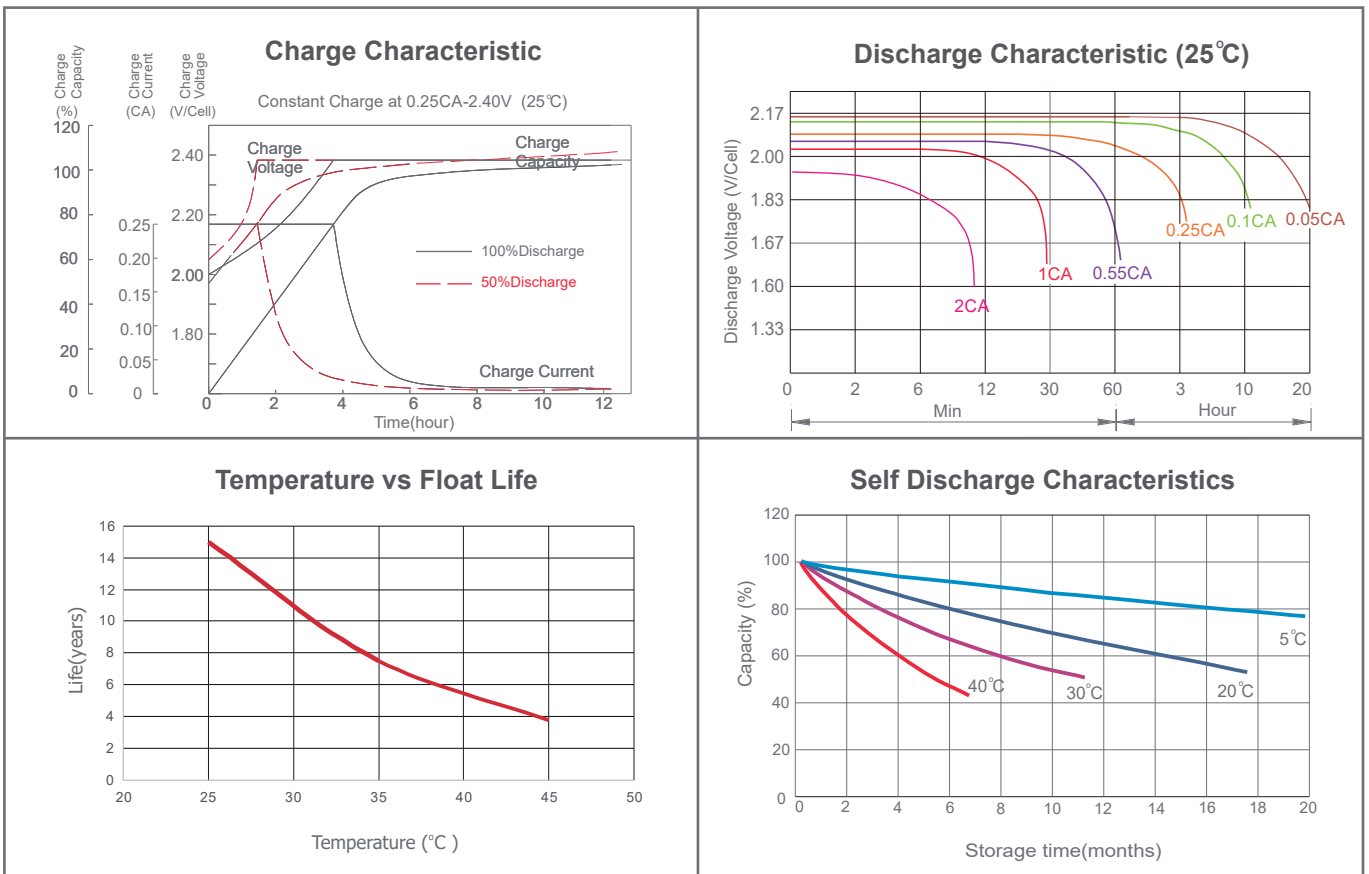 Charge Characteristic
Constant Charge at 0.25CA-2.40V (25℃)
Charge
Capacity
(%)
Charge
Current
(CA)
Charge
Voltage
(V/Cell)
120
100
80
60
40
20
0
0.25
0.20
0.15
0.10
0.05
0
2.40
2.20
2.00
1.80
Charge
Voltage
Charge
Capacity
100%Discharge
50%Discharge
Charge Current
0 2 4 6 8 10 12
Time(hour)
Discharge Characteristic (25℃)
Discharge Voltage (V/Cell)
2.17
2.00
1.83
1.67
1.60
1.33
2CA
1CA
0.55CA
0.25CA
0.1CA
0.05CA
0 2 6 12 30 60 3 10 20
Min Hour
Temperature vs Float Life
Life(years)
16
14
12
10
8
6
4
2
0
20 25 30 35 40 45 50
Temperature (℃ )
Self Discharge Characteristics
Capacity (%)
120
100
80
60
40
20
0
5℃
20℃
30℃
40℃
0 2 4 6 8 10 12 14 16 18 20
Storage time(months)